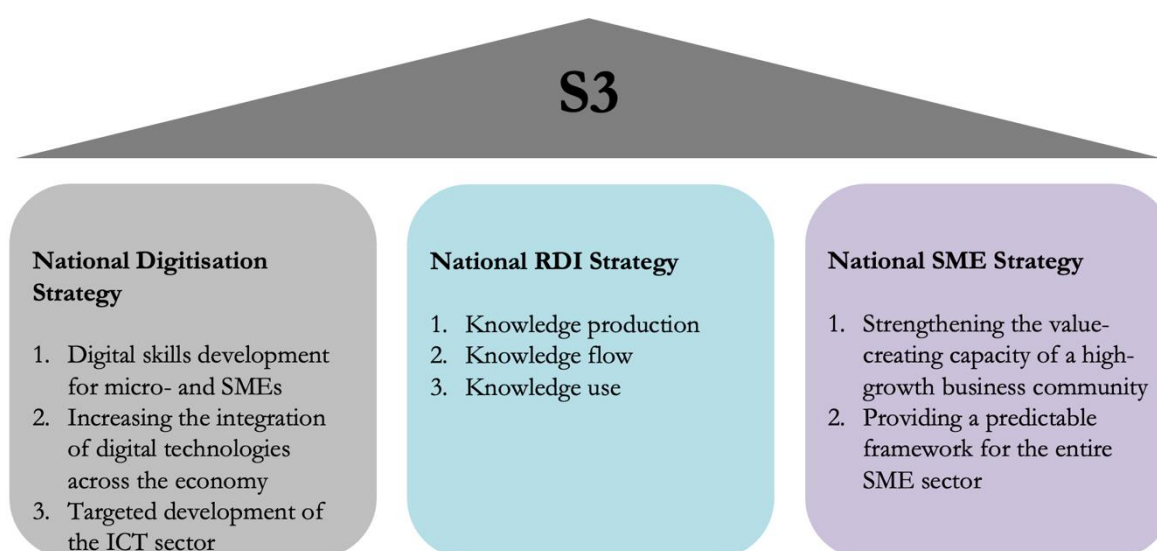 S3
National Digitisation
Strategy
1. Digital skills development
for micro- and SMEs
2. Increasing the integration
of digital technologies
across the economy
3. Targeted development of
the ICT sector
National RDI Strategy
1. Knowledge production
2. Knowledge flow
3. Knowledge use
National SME Strategy
1. Strengthening the value-
creating capacity of a high-
growth business community
2. Providing a predictable
framework for the entire
SME sector